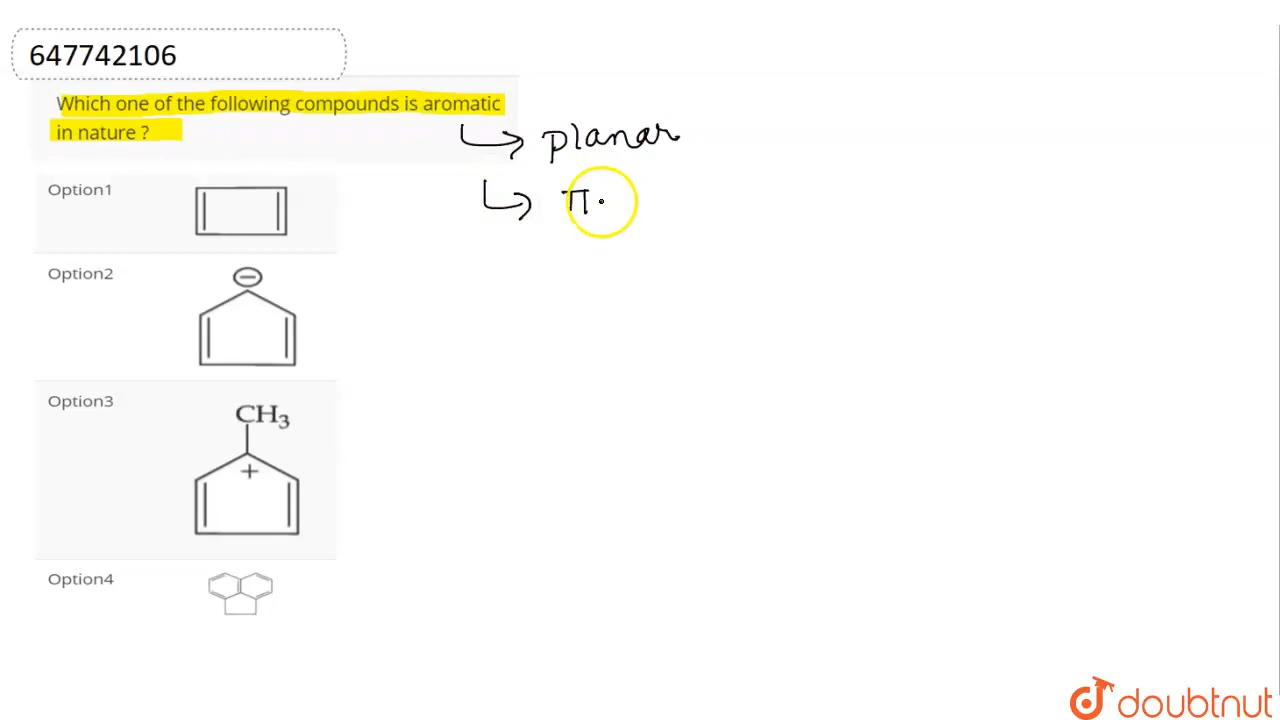 647742106
Which one of the following compounds is aromatic
in nature ?
planar
π
Option1
Option2
Option3
CH3
+
Option4
doubtnut